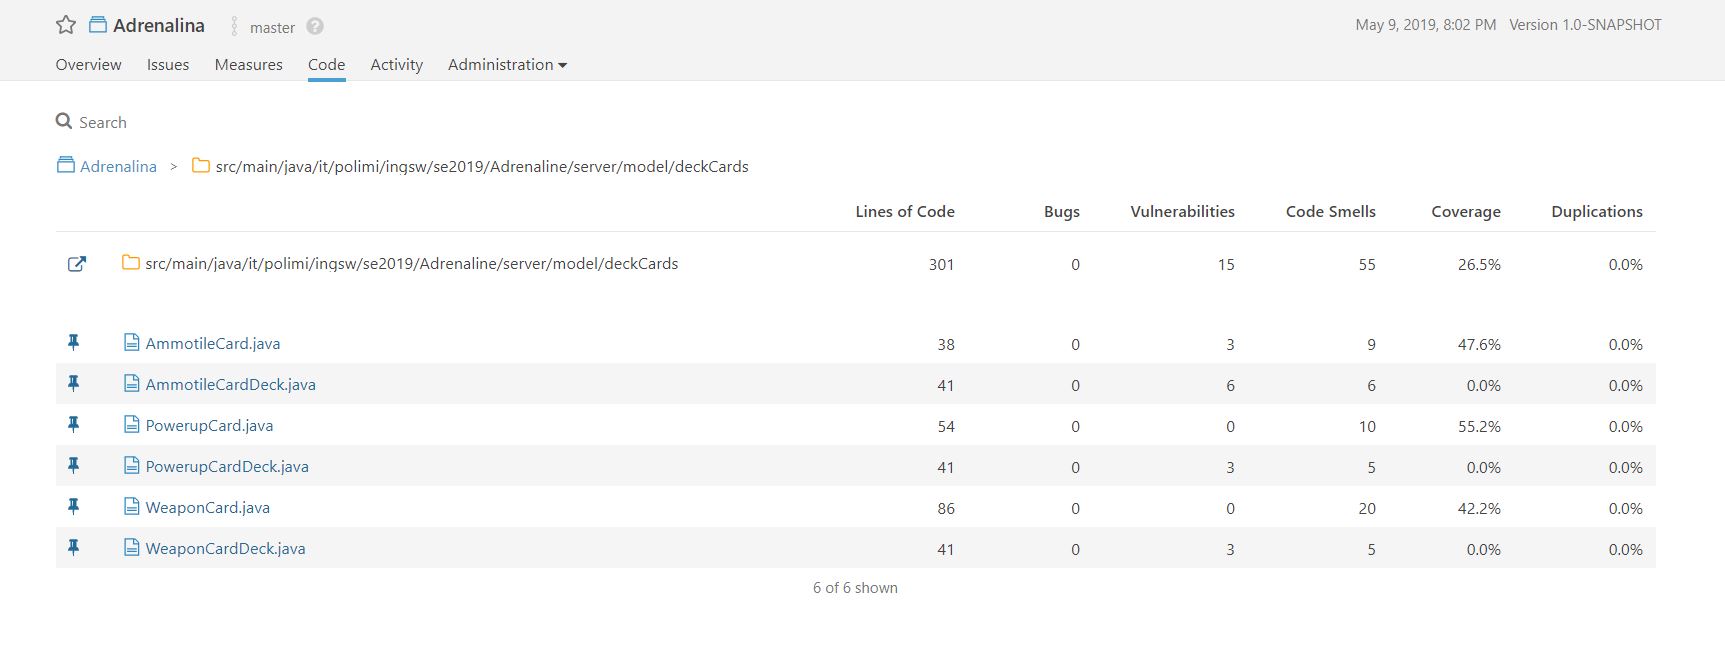 Adrenalina master ? May 9, 2019, 8:02 PM Version 1.0-SNAPSHOT
Overview Issues Measures Code Activity Administration
Search
Adrenalina > src/main/java/it/polimi/ingsw/se2019/Adrenaline/server/model/deckCards
Lines of Code Bugs Vulnerabilities Code Smells Coverage Duplications
src/main/java/it/polimi/ingsw/se2019/Adrenaline/server/model/deckCards 301 0 15 55 26.5% 0.0%
AmmotileCard.java 38 0 3 9 47.6% 0.0%
AmmotileCardDeck.java 41 0 6 6 0.0% 0.0%
PowerupCard.java 54 0 0 10 55.2% 0.0%
PowerupCardDeck.java 41 0 3 5 0.0% 0.0%
WeaponCard.java 86 0 0 20 42.2% 0.0%
WeaponCardDeck.java 41 0 3 5 0.0% 0.0%
6 of 6 shown